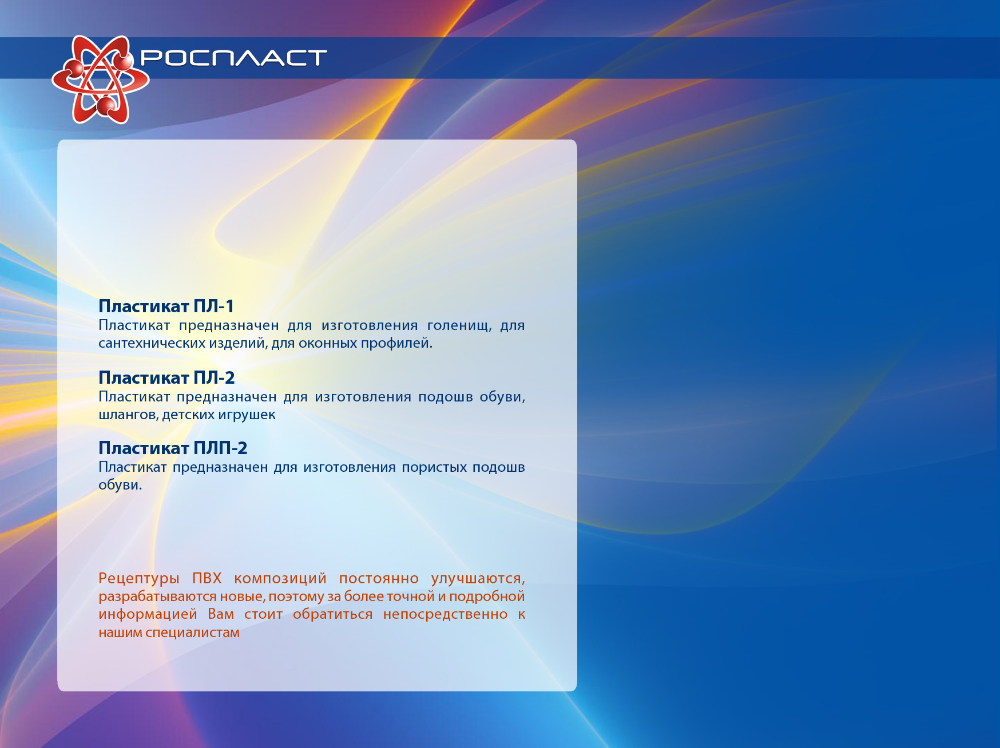 РОСПЛАСТ
Пластикат ПЛ-1
Пластикат предназначен для изготовления голенищ, для
сантехнических изделий, для оконных профилей.
Пластикат ПЛ-2
Пластикат предназначен для изготовления подошв обуви,
шлангов, детских игрушек
Пластикат ПЛП-2
Пластикат предназначен для изготовления пористых подошв
обуви.
Рецептуры ПВХ композиций постоянно улучшаются,
разрабатываются новые, поэтому за более точной и подробной
информацией Вам стоит обратиться непосредственно к
нашим специалистам